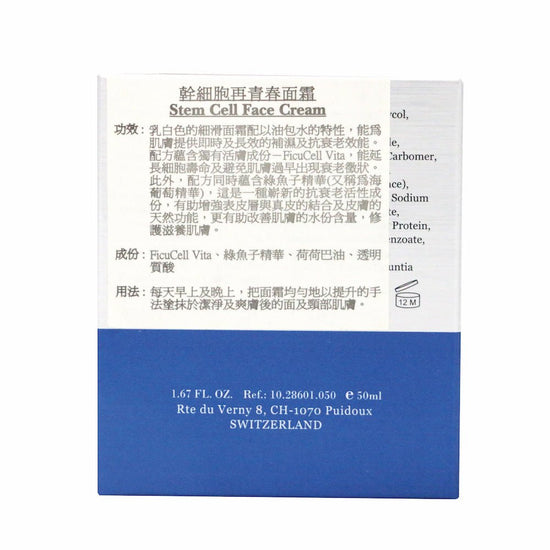 幹細胞再青春面霜
Stem Cell Face Cream
功效：乳白色的細滑面霜配以油包水的特性，能為
肌膚提供即時及長效的補濕及抗衰老效能。
配方蘊含獨有活膚成份－FicuCell Vita，能延
長細胞壽命及避免肌膚過早出現衰老徵狀。
此外，配方同時蘊含綠魚子精華(又稱為海
葡萄精華)，這是一種嶄新的抗衰老活性成
份，有助增強表皮層與真皮的結合及皮膚的
天然功能，更有助改善肌膚的水份含量，修
護滋養肌膚。
成份：FicuCell Vita、綠魚子精華、荷荷巴油、透明
質酸
用法：每天早上及晚上，把面霜均勻地以提升的手
法塗抹於潔淨及爽膚後的面及頸部肌膚。
Carbomer,
Sodium
Protein,
12 M
1.67 FL. OZ. Ref.: 10.28601.050 e 50ml
Rte du Verny 8, CH-1070 Puidoux
SWITZERLAND